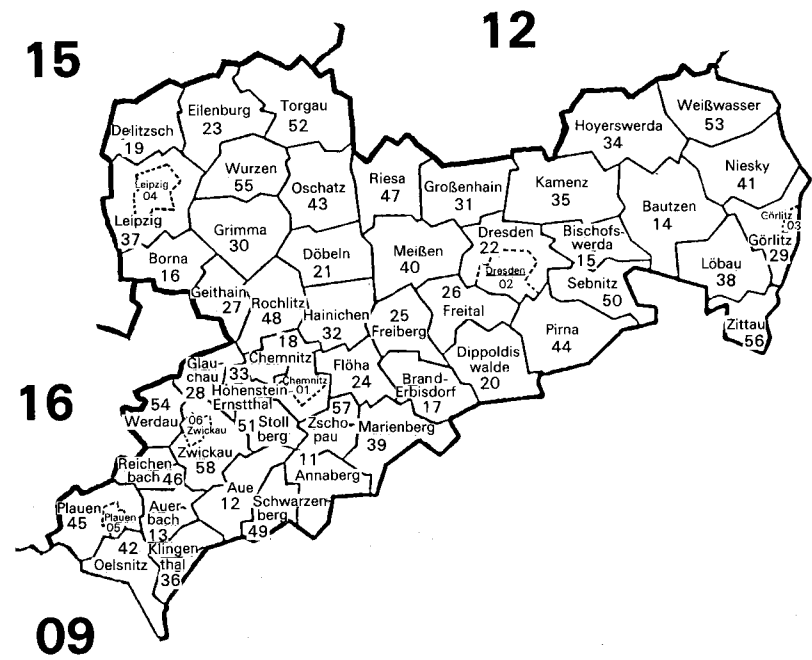 15
12
Delitzsch
19
Eilenburg
23
Torgau
52
Hoyerswerda
34
Weißwasser
53
Leipzig
04
Leipzig
37
Wurzen
55
Oschatz
43
Riesa
47
Großenhain
31
Kamenz
35
Bautzen
14
Niesky
41
Görlitz
03
Görlitz
29
Grimma
30
Borna
16
Döbeln
21
Meißen
40
Dresden
22
Dresden
02
Bischofs-
werda
15
Löbau
38
Sebnitz
50
Zittau
56
Geithain
27
Rochlitz
48
Hainichen
32
25
Freiberg
26
Freital
Pirna
44
Dippoldis
walde
20
18
Chemnitz
Chemnitz
01
Flöha
24
Brand-
Erbisdorf
17
16
Glau-
chau
28
33
Hohenstein-
Ernstthal
54
Werdau
06
Zwickau
Zwickau
58
51 Stoll
berg
57
Zscho-
pau
Marienberg
39
11
Annaberg
Reichen-
bach 46
Aue
12
Schwarzen-
berg
49
Plauen
45
Plauen
05
Auer-
bach
13
42
Oelsnitz
Klingen
thal
36
09